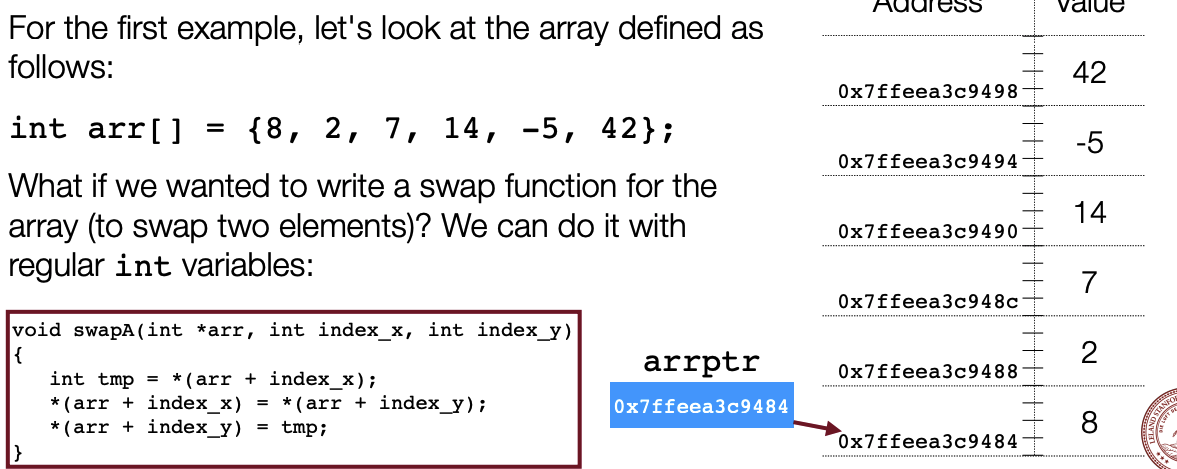 For the first example, let's look at the array defined as
follows:
int arr[] = {8, 2, 7, 14, -5, 42};
What if we wanted to write a swap function for the
array (to swap two elements)? We can do it with
regular int variables:
void swapA(int *arr, int index_x, int index_y)
{
    int tmp = *(arr + index_x);
    *(arr + index_x) = *(arr + index_y);
    *(arr + index_y) = tmp;
}
arrptr
0x7ffeea3c9484
Address Value
0x7ffeea3c9498 42
0x7ffeea3c9494 -5
0x7ffeea3c9490 14
0x7ffeea3c948c 7
0x7ffeea3c9488 2
0x7ffeea3c9484 8